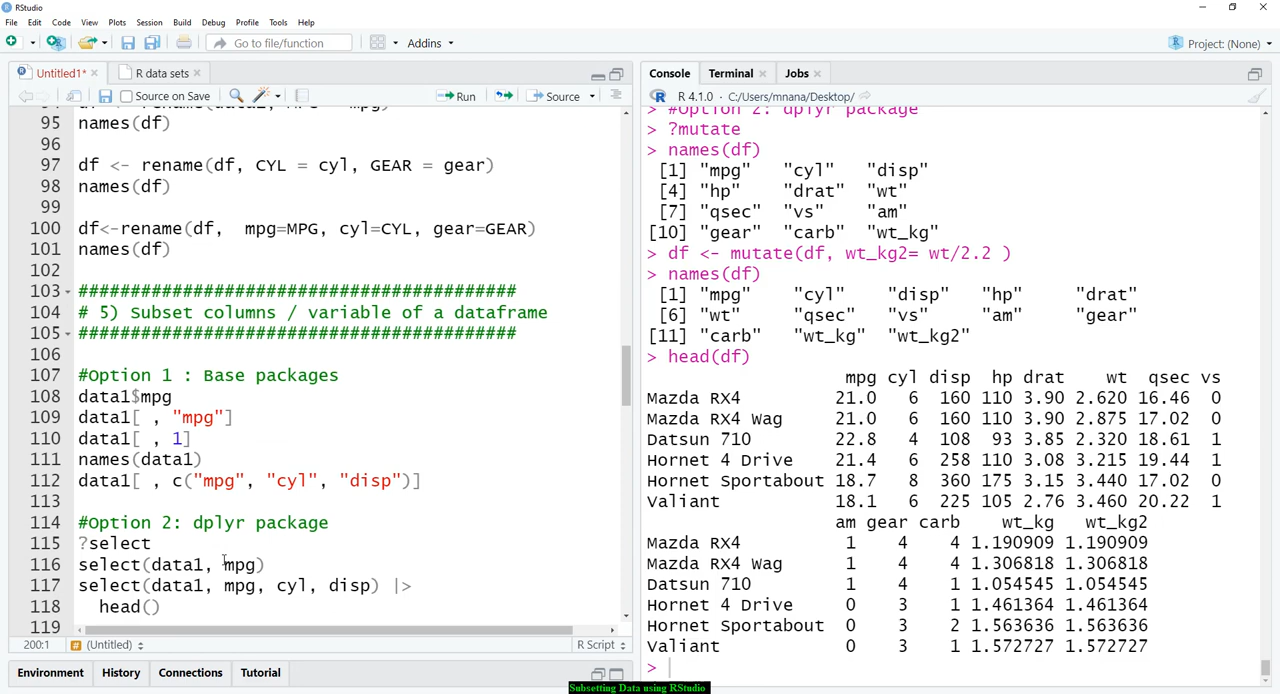 RStudio
File Edit Code View Plots Session Build Debug Profile Tools Help
Go to file/function Addins Project: (None)
Untitled1* R data sets
Source on Save Run Source
95 names(df)
96
97 df <- rename(df, CYL = cyl, GEAR = gear)
98 names(df)
99
100 df<-rename(df,  mpg=MPG, cyl=CYL, gear=GEAR)
101 names(df)
102
103 ##########################################
104 # 5) Subset columns / variable of a dataframe
105 ##########################################
106
107 #Option 1 : Base packages
108 data1$mpg
109 data1[ , "mpg"]
110 data1[ , 1]
111 names(data1)
112 data1[ , c("mpg", "cyl", "disp")]
113
114 #Option 2: dplyr package
115 ?select
116 select(data1, mpg)
117 select(data1, mpg, cyl, disp) |>
118   head()
119
200:1 (Untitled) R Script
Environment History Connections Tutorial
Console Terminal Jobs
R 4.1.0 · C:/Users/mnana/Desktop/
> #Option 2: dplyr package
> ?mutate
> names(df)
[1] "mpg" "cyl" "disp"
[4] "hp" "drat" "wt"
[7] "qsec" "vs" "am"
[10] "gear" "carb" "wt_kg"
> df <- mutate(df, wt_kg2= wt/2.2 )
> names(df)
[1] "mpg" "cyl" "disp" "hp" "drat"
[6] "wt" "qsec" "vs" "am" "gear"
[11] "carb" "wt_kg" "wt_kg2"
> head(df)
mpg cyl disp hp drat wt qsec vs
Mazda RX4 21.0 6 160 110 3.90 2.620 16.46 0
Mazda RX4 Wag 21.0 6 160 110 3.90 2.875 17.02 0
Datsun 710 22.8 4 108 93 3.85 2.320 18.61 1
Hornet 4 Drive 21.4 6 258 110 3.08 3.215 19.44 1
Hornet Sportabout 18.7 8 360 175 3.15 3.440 17.02 0
Valiant 18.1 6 225 105 2.76 3.460 20.22 1
am gear carb wt_kg wt_kg2
Mazda RX4 1 4 4 1.190909 1.190909
Mazda RX4 Wag 1 4 4 1.306818 1.306818
Datsun 710 1 4 1 1.054545 1.054545
Hornet 4 Drive 0 3 1 1.461364 1.461364
Hornet Sportabout 0 3 2 1.563636 1.563636
Valiant 0 3 1 1.572727 1.572727
>
Subsetting Data using RStudio